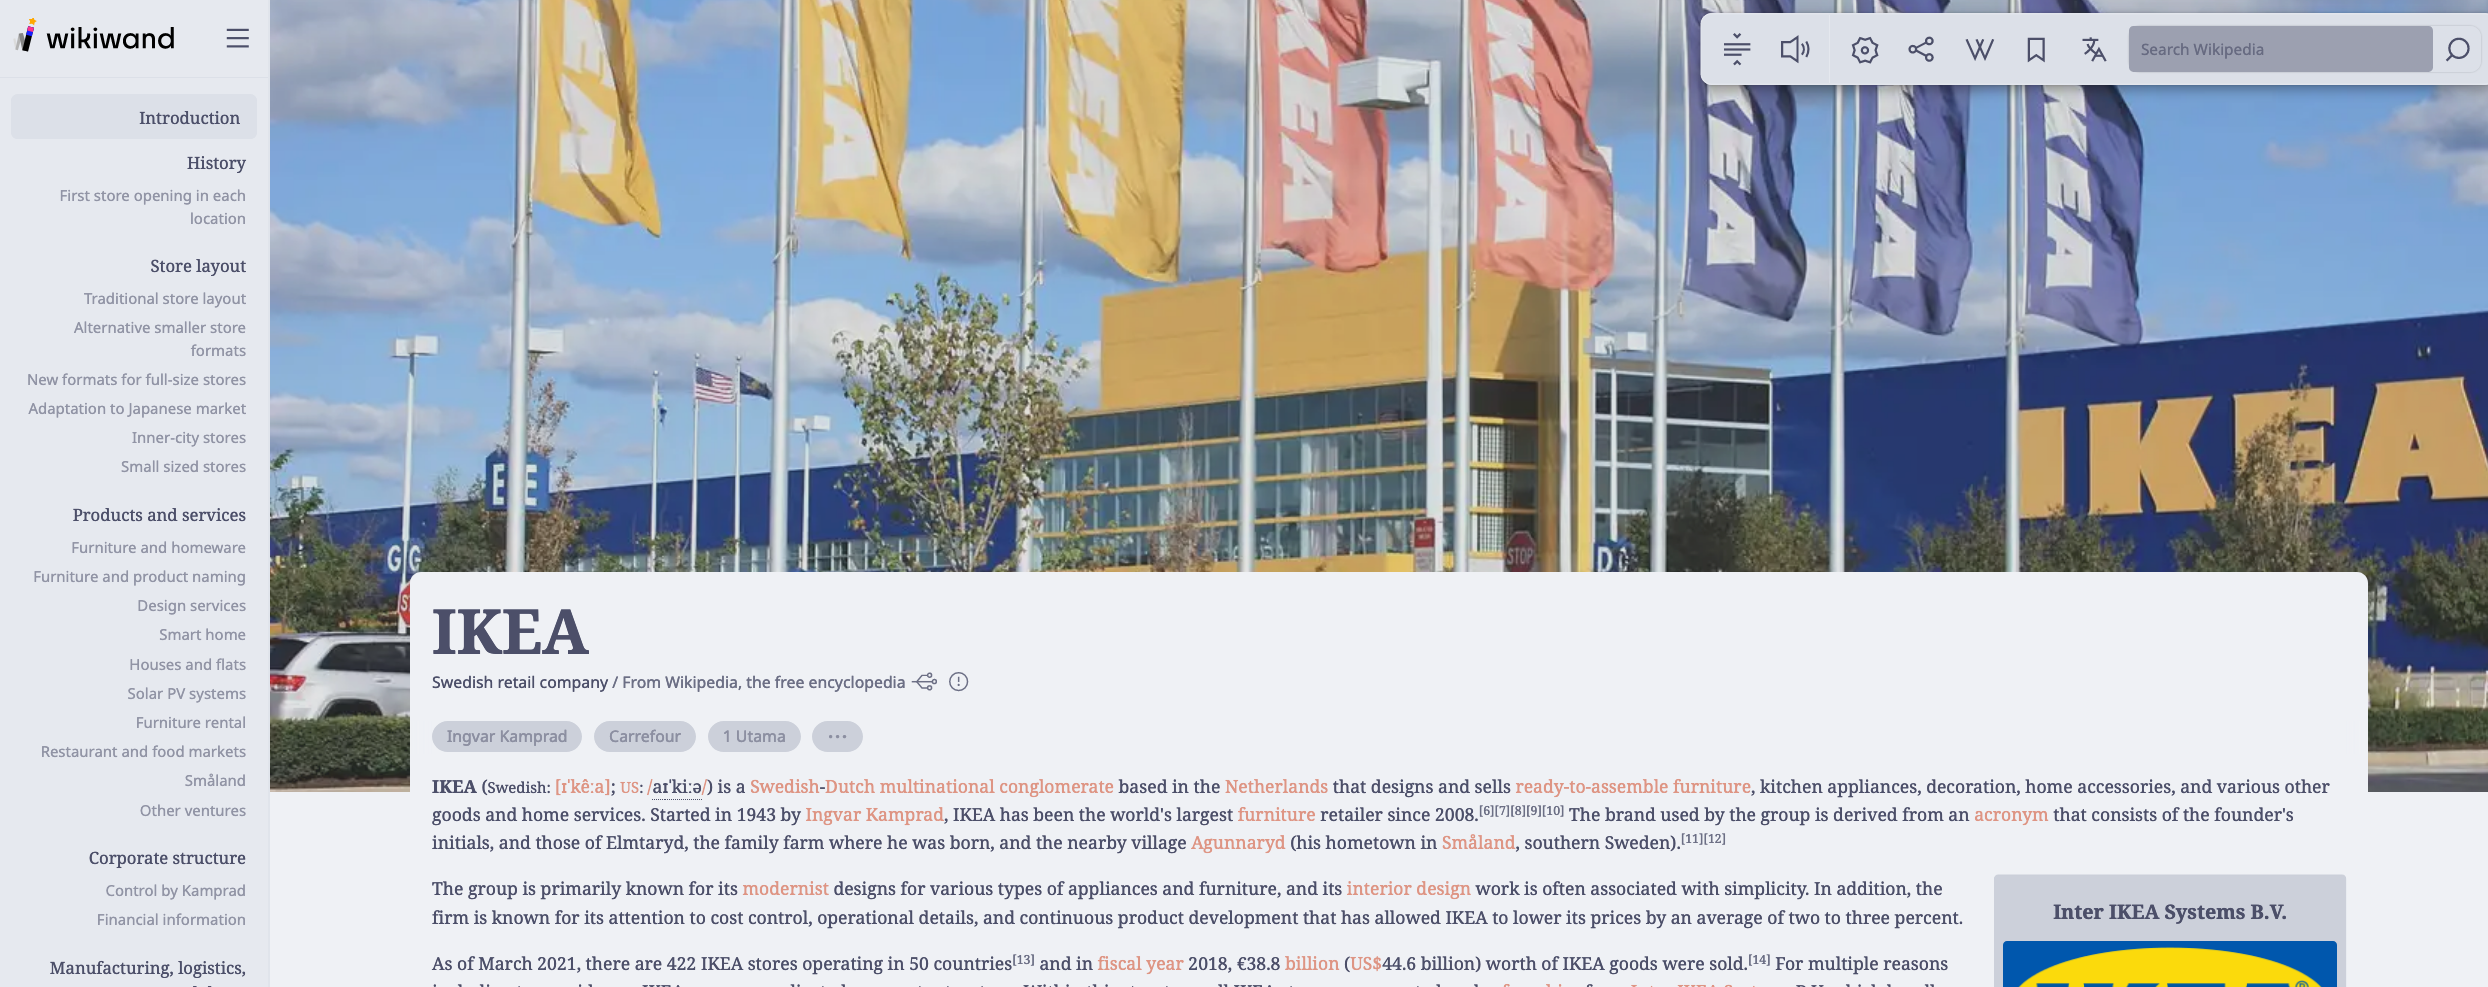 wikiwand
Introduction
History
First store opening in each
location
Store layout
Traditional store layout
Alternative smaller store
formats
New formats for full-size stores
Adaptation to Japanese market
Inner-city stores
Small sized stores
Products and services
Furniture and homeware
Furniture and product naming
Design services
Smart home
Houses and flats
Solar PV systems
Furniture rental
Restaurant and food markets
Småland
Other ventures
Corporate structure
Control by Kamprad
Financial information
Manufacturing, logistics,
Search Wikipedia
IKEA
IKEA
IKEA
IKEA
IKEA
IKEA
IKEA
IKEA
IKEA
E E
G G
STOP
D
IKEA
Swedish retail company / From Wikipedia, the free encyclopedia
Ingvar Kamprad
Carrefour
1 Utama
•••
IKEA (Swedish: [ɪˈkêːa]; US: /aɪˈkiːə/) is a Swedish-Dutch multinational conglomerate based in the Netherlands that designs and sells ready-to-assemble furniture, kitchen appliances, decoration, home accessories, and various other
goods and home services. Started in 1943 by Ingvar Kamprad, IKEA has been the world's largest furniture retailer since 2008.[6][7][8][9][10] The brand used by the group is derived from an acronym that consists of the founder's
initials, and those of Elmtaryd, the family farm where he was born, and the nearby village Agunnaryd (his hometown in Småland, southern Sweden).[11][12]
The group is primarily known for its modernist designs for various types of appliances and furniture, and its interior design work is often associated with simplicity. In addition, the
firm is known for its attention to cost control, operational details, and continuous product development that has allowed IKEA to lower its prices by an average of two to three percent.
As of March 2021, there are 422 IKEA stores operating in 50 countries[13] and in fiscal year 2018, €38.8 billion (US$44.6 billion) worth of IKEA goods were sold.[14] For multiple reasons
Inter IKEA Systems B.V.